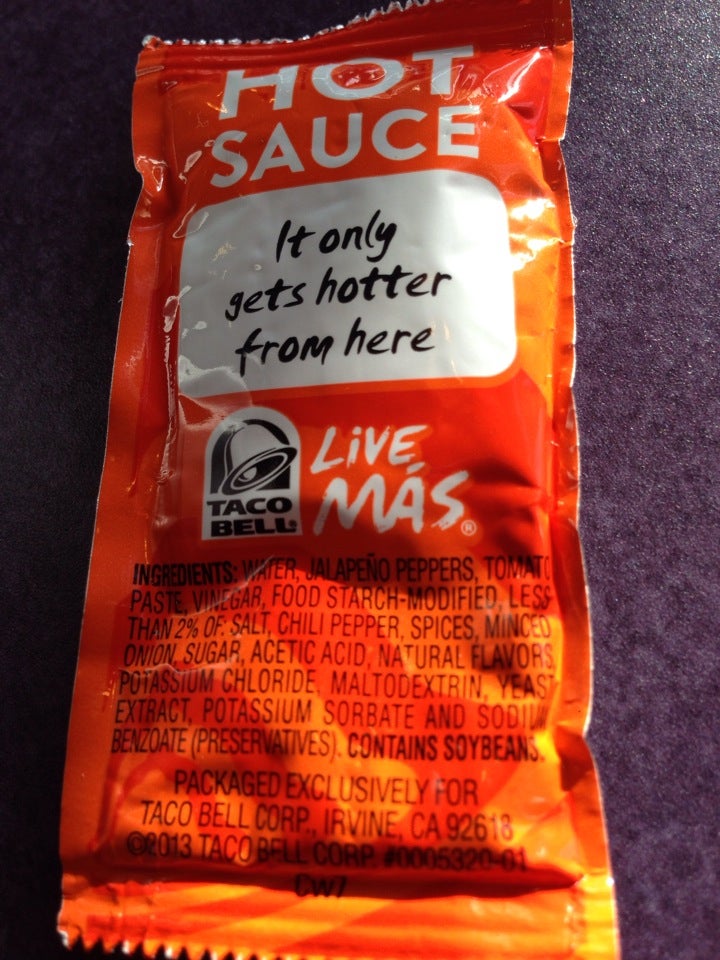 HOT
SAUCE
It only
gets hotter
from here
LiVE
MÁS®
TACO
BELL®
INGREDIENTS: WATER, JALAPEÑO PEPPERS, TOMATO
PASTE, VINEGAR, FOOD STARCH-MODIFIED, LESS
THAN 2% OF: SALT, CHILI PEPPER, SPICES, MINCED
ONION, SUGAR, ACETIC ACID, NATURAL FLAVORS,
POTASSIUM CHLORIDE, MALTODEXTRIN, YEAST
EXTRACT, POTASSIUM SORBATE AND SODIUM
BENZOATE (PRESERVATIVES). CONTAINS SOYBEANS.
PACKAGED EXCLUSIVELY FOR
TACO BELL CORP., IRVINE, CA 92618
©2013 TACO BELL CORP. #0005320-01
CW7